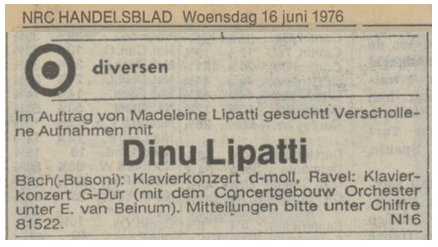 NRC HANDELSBLAD Woensdag 16 juni 1976
diversen
Im Auftrag von Madeleine Lipatti gesucht! Verscholle-
ne Aufnahmen mit
Dinu Lipatti
Bach(-Busoni): Klavierkonzert d-moll, Ravel: Klavier-
konzert G-Dur (mit dem Concertgebouw Orchester
unter E. van Beinum). Mitteilungen bitte unter Chiffre
81522. N16